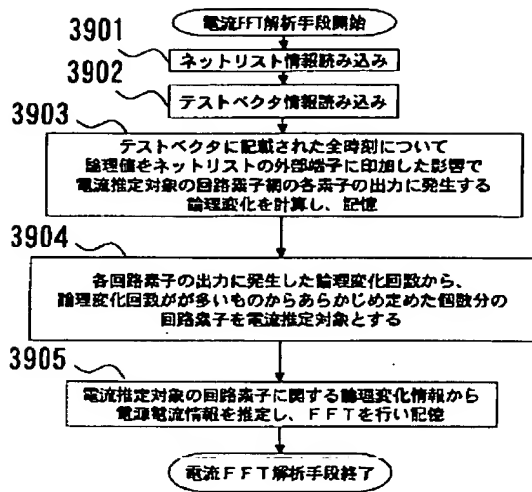 電流FFT解析手段開始
3901
ネットリスト情報読み込み
3902
テストベクタ情報読み込み
3903
テストベクタに記載された全時刻について
論理値をネットリストの外部端子に印加した影響で
電流推定対象の回路素子網の各素子の出力に発生する
論理変化を計算し、記憶
3904
各回路素子の出力に発生した論理変化回数から、
論理変化回数がが多いものからあらかじめ定めた個数分の
回路素子を電流推定対象とする
3905
電流推定対象の回路素子に関する論理変化情報から
電源電流情報を推定し、FFTを行い記憶
電流FFT解析手段終了